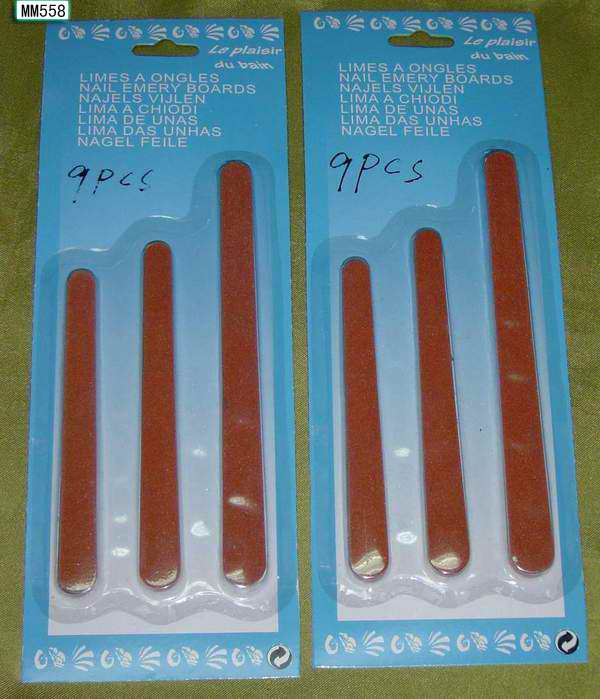 MM558
Le plaisir
du bain
LIMES A ONGLES
NAIL EMERY BOARDS
NAJELS VIJLEN
LIMA A CHIODI
LIMA DE UNAS
LIMA DAS UNHAS
NAGEL FEILE
9PCS
Le plaisir
du bain
LIMES A ONGLES
NAIL EMERY BOARDS
NAJELS VIJLEN
LIMA A CHIODI
LIMA DE UNAS
LIMA DAS UNHAS
NAGEL FEILE
9PCS